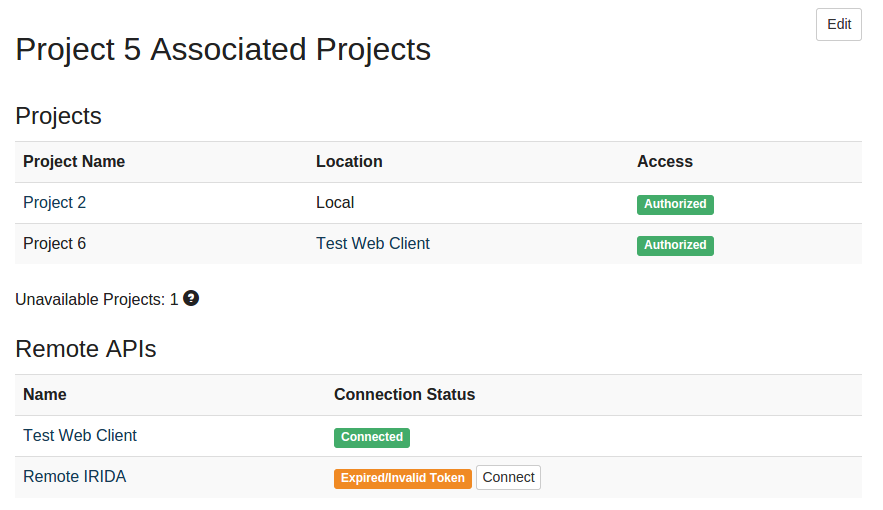 Edit
Project 5 Associated Projects
Projects
Project Name Location Access
Project 2 Local Authorized
Project 6 Test Web Client Authorized
Unavailable Projects: 1 ?
Remote APIs
Name Connection Status
Test Web Client Connected
Remote IRIDA Expired/Invalid Token Connect